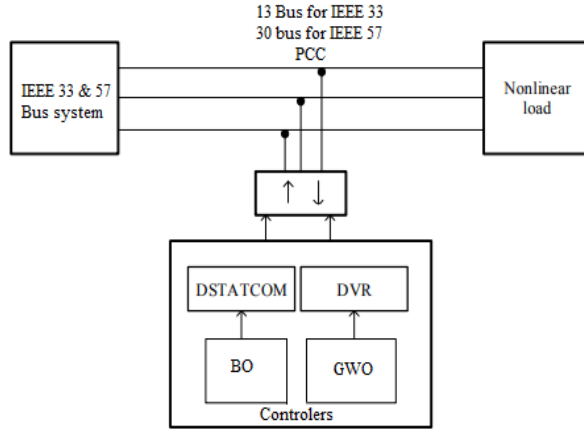 13 Bus for IEEE 33
30 bus for IEEE 57
PCC
IEEE 33 & 57
Bus system
Nonlinear
load
DSTATCOM
DVR
BO
GWO
Controlers